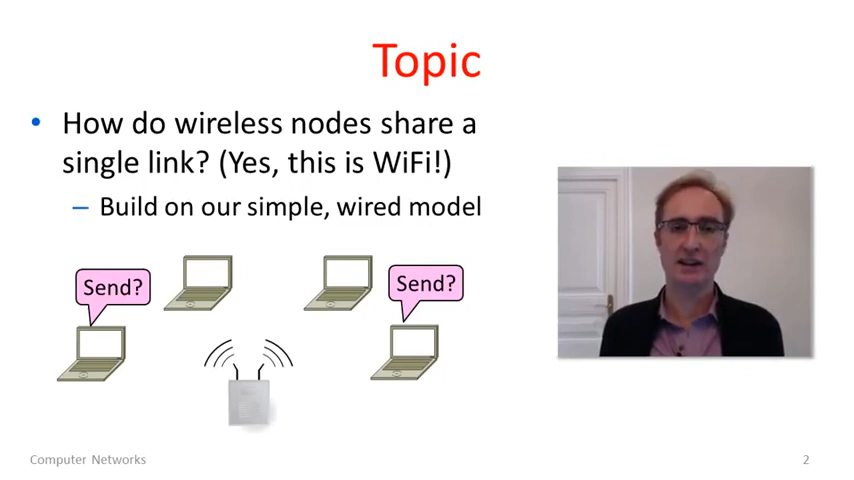 Topic
• How do wireless nodes share a
single link? (Yes, this is WiFi!)
– Build on our simple, wired model
Send?
Send?
Computer Networks
2